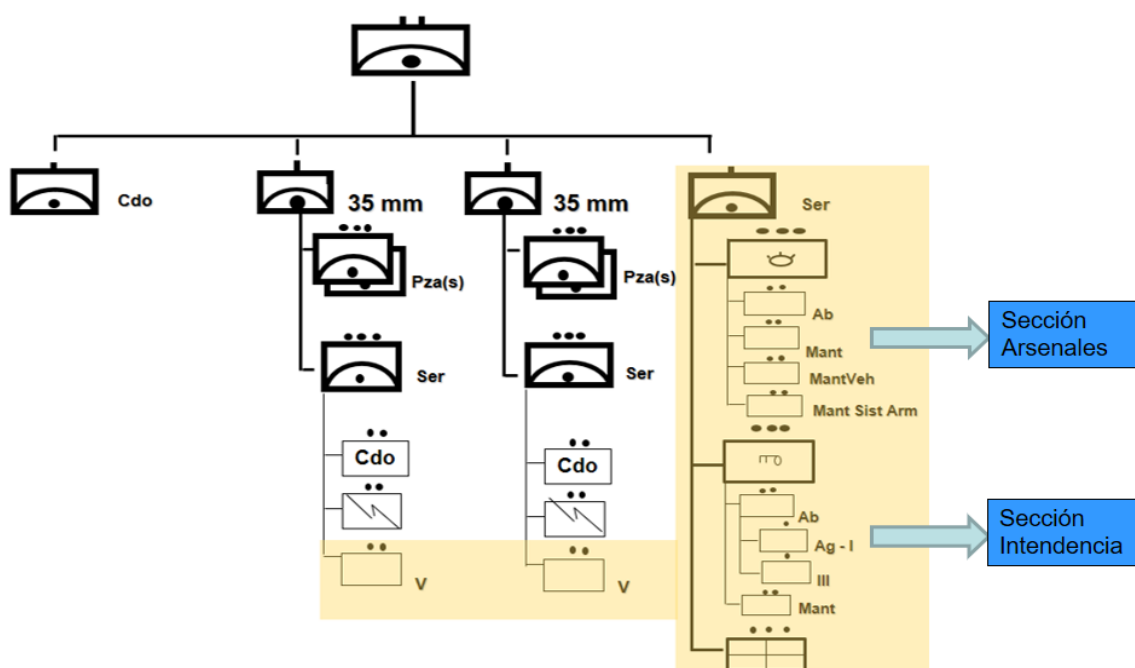 Cdo
35 mm
35 mm
Ser
Pza(s)
Pza(s)
Ab
Sección
Arsenales
Mant
Ser
Ser
MantVeh
Mant Sist Arm
Cdo
Cdo
Ab
Sección
Intendencia
Ag - I
III
V
V
Mant